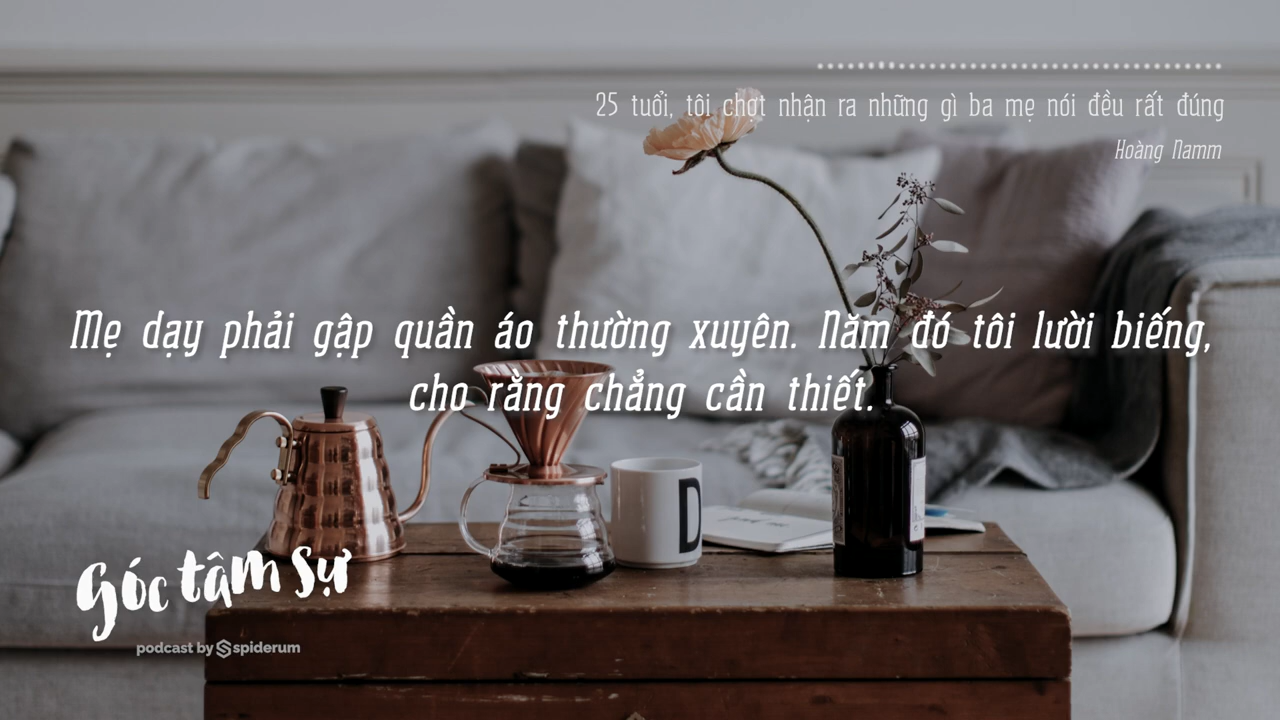 25 tuổi, tôi chợt nhận ra những gì ba mẹ nói đều rất đúng
Hoàng Namm
Mẹ dạy phải gập quần áo thường xuyên. Năm đó tôi lười biếng,
cho rằng chẳng cần thiết.
D
góc tâm sự
podcast by spiderum